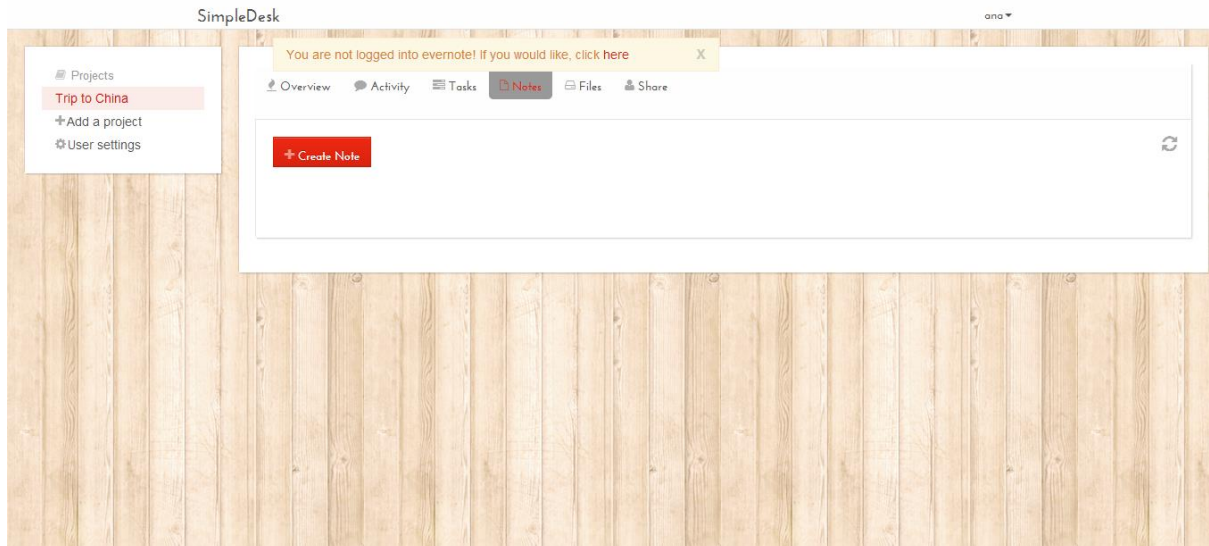 SimpleDesk
ana
You are not logged into evernote! If you would like, click here X
Projects
Trip to China
Add a project
User settings
Overview Activity Tasks Notes Files Share
Create Note